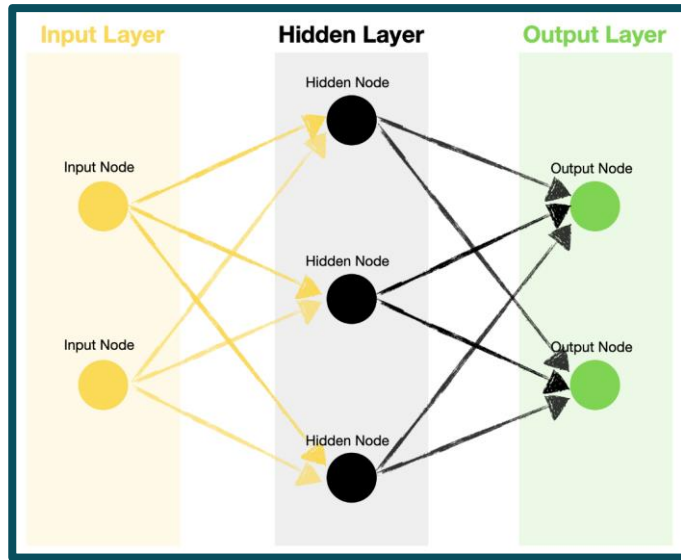 Input Layer
Hidden Layer
Output Layer
Hidden Node
Input Node
Output Node
Hidden Node
Input Node
Output Node
Hidden Node